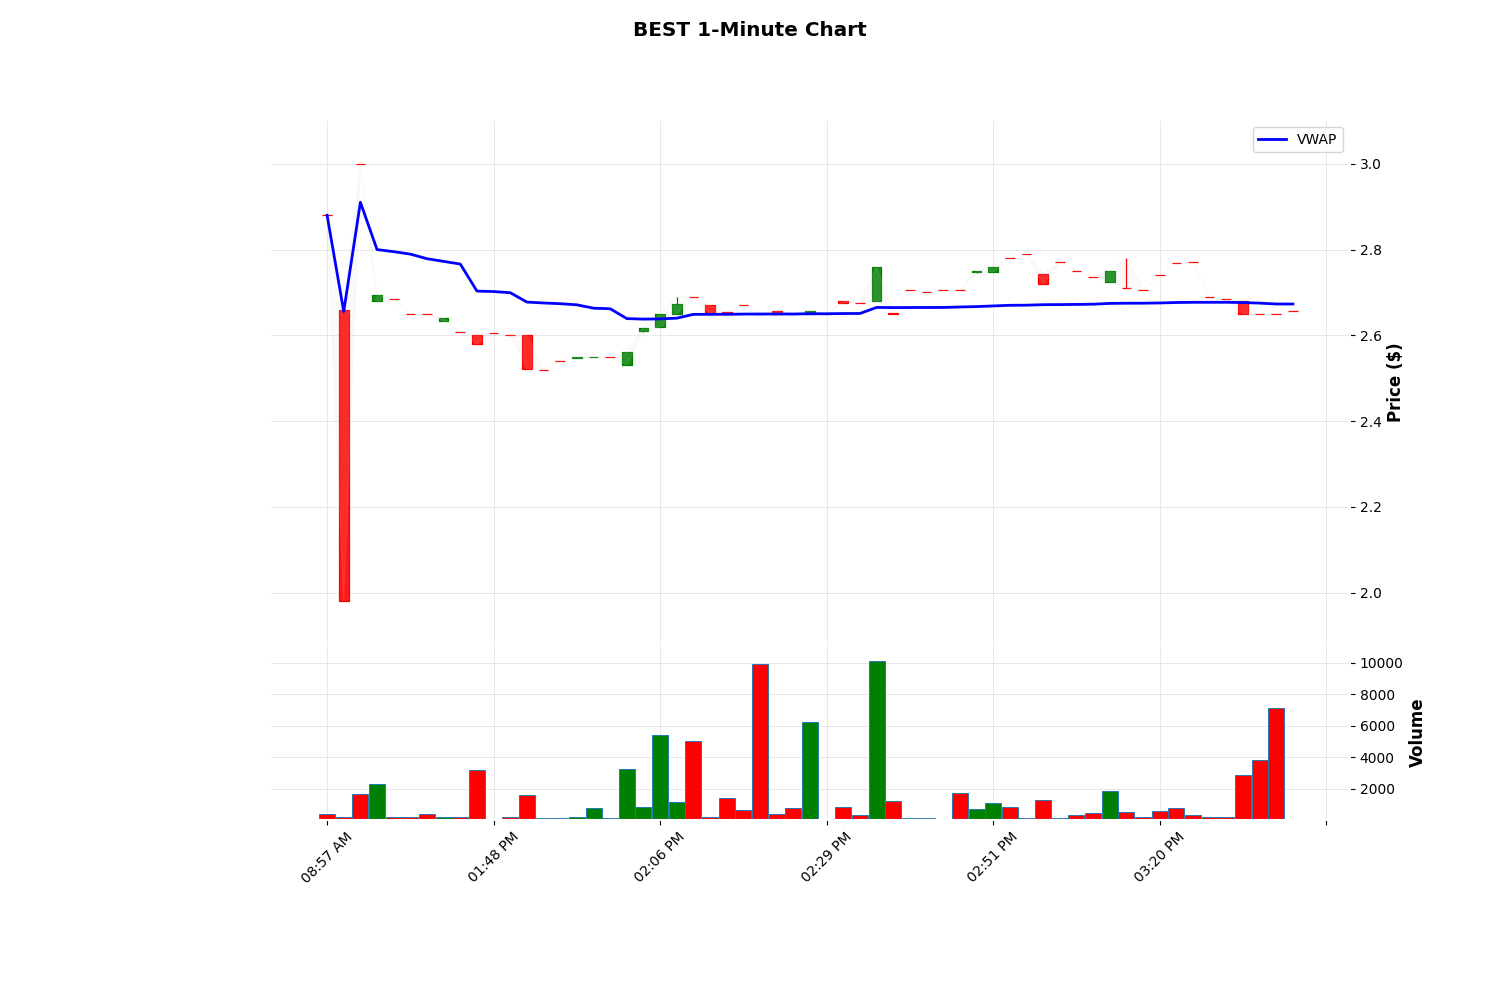 BEST 1-Minute Chart
VWAP
3.0
2.8
2.6
2.4
2.2
2.0
Price ($)
10000
8000
6000
4000
2000
Volume
08:57 AM
01:48 PM
02:06 PM
02:29 PM
02:51 PM
03:20 PM